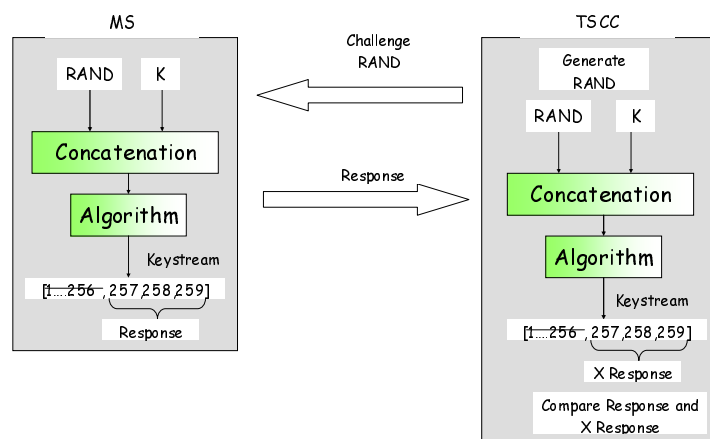 MS
RAND K
Concatenation
Algorithm
Keystream
[1....256 , 257,258,259]
Response
Challenge
RAND
Response
TSCC
Generate
RAND
RAND K
Concatenation
Algorithm
Keystream
[1....256 , 257,258,259]
X Response
Compare Response and
X Response